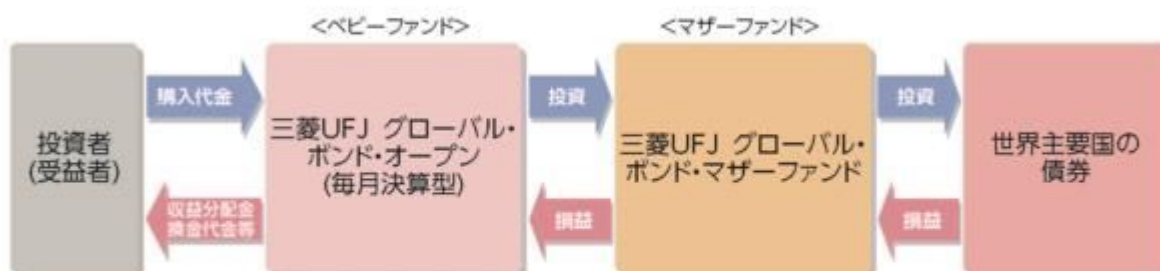 <ベビーファンド>
<マザーファンド>
投資者
(受益者)
購入代金
収益分配金
換金代金等
三菱UFJ グローバル・
ボンド・オープン
(毎月決算型)
投資
損益
三菱UFJ グローバル・
ボンド・マザーファンド
投資
損益
世界主要国の
債券